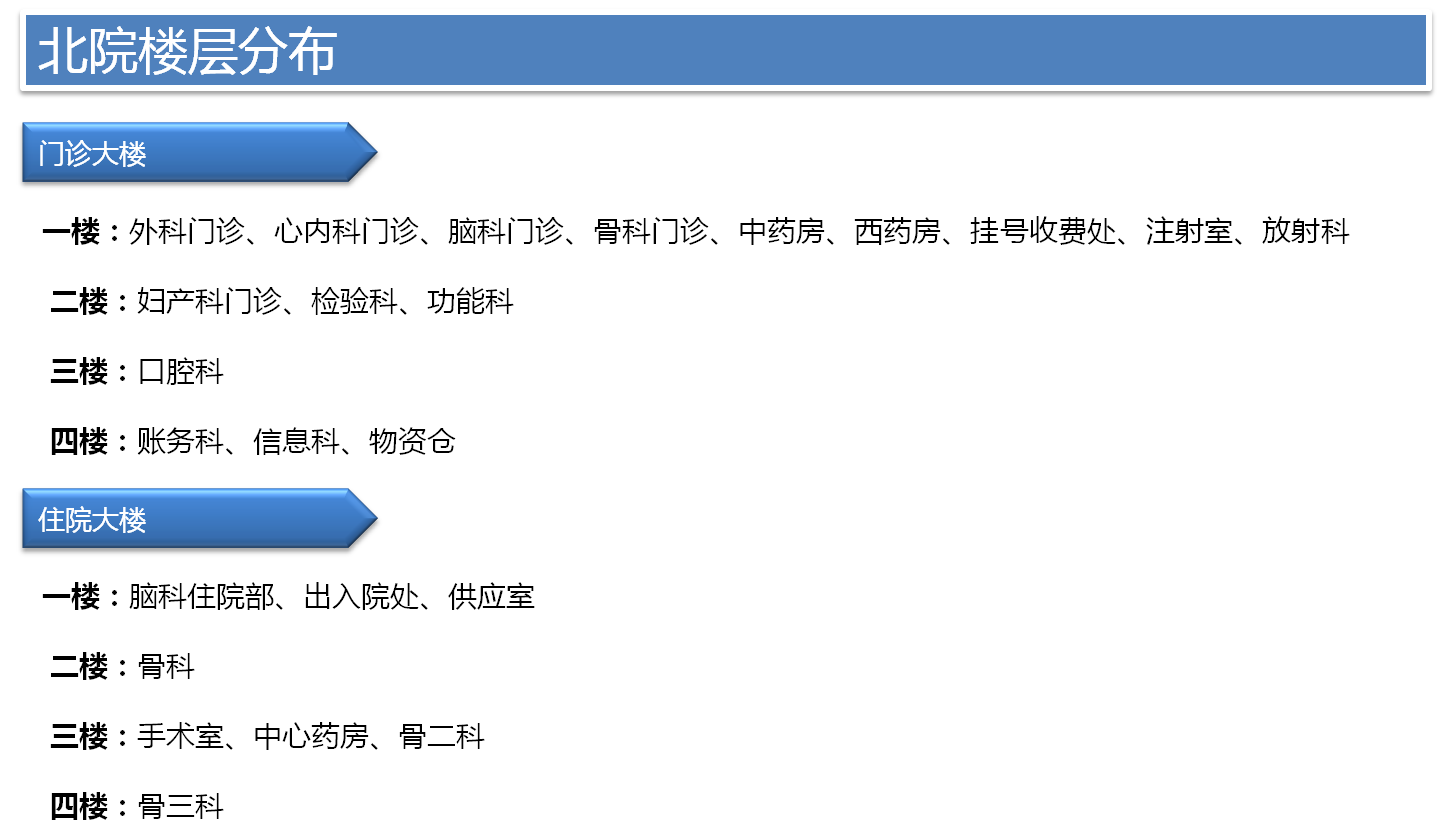 北院楼层分布
门诊大楼
一楼：外科门诊、心内科门诊、脑科门诊、骨科门诊、中药房、西药房、挂号收费处、注射室、放射科
二楼：妇产科门诊、检验科、功能科
三楼：口腔科
四楼：账务科、信息科、物资仓
住院大楼
一楼：脑科住院部、出入院处、供应室
二楼：骨科
三楼：手术室、中心药房、骨二科
四楼：骨三科